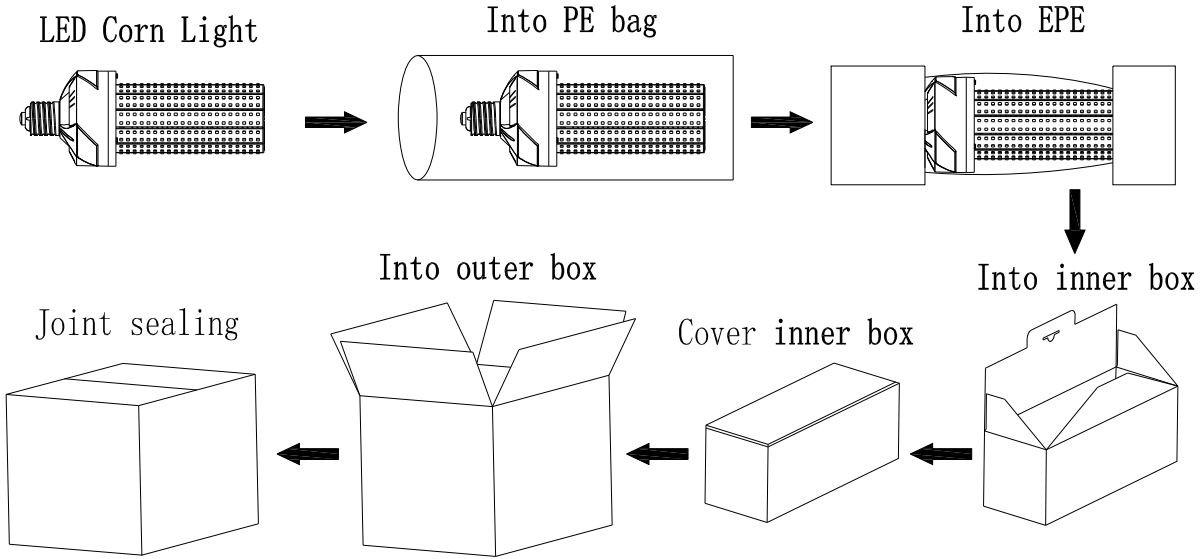 LED Corn Light
Into PE bag
Into EPE
Into inner box
Cover inner box
Into outer box
Joint sealing